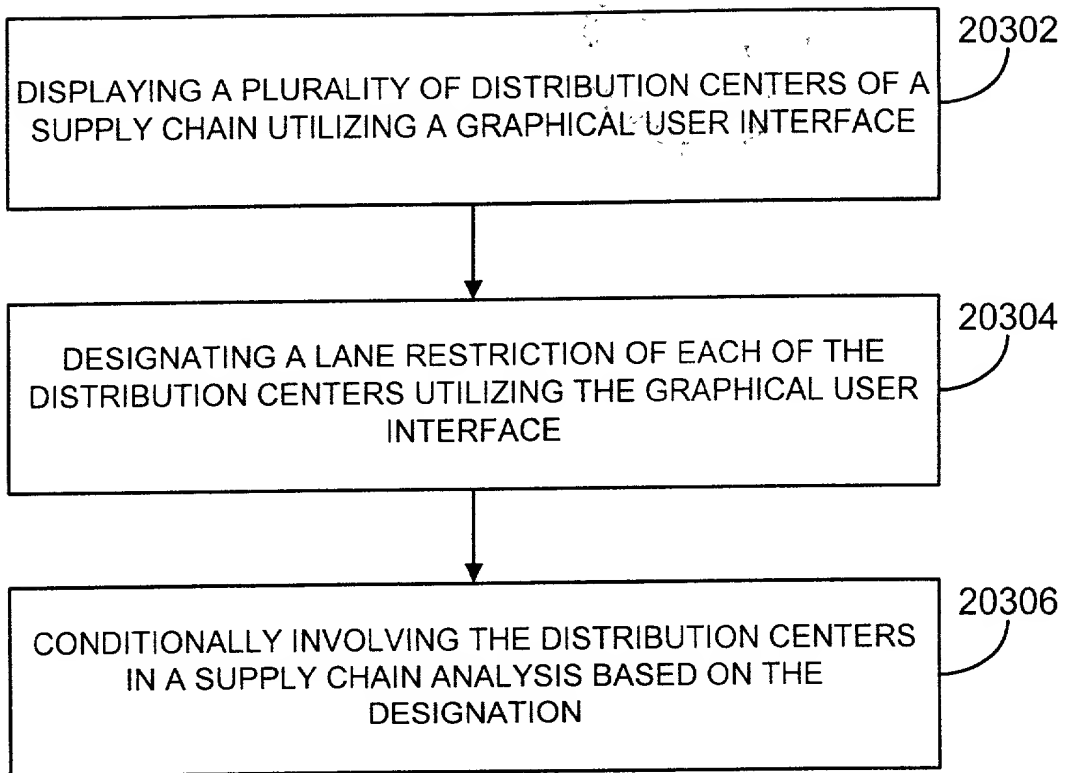 20302
DISPLAYING A PLURALITY OF DISTRIBUTION CENTERS OF A
SUPPLY CHAIN UTILIZING A GRAPHICAL USER INTERFACE
20304
DESIGNATING A LANE RESTRICTION OF EACH OF THE
DISTRIBUTION CENTERS UTILIZING THE GRAPHICAL USER
INTERFACE
20306
CONDITIONALLY INVOLVING THE DISTRIBUTION CENTERS
IN A SUPPLY CHAIN ANALYSIS BASED ON THE
DESIGNATION